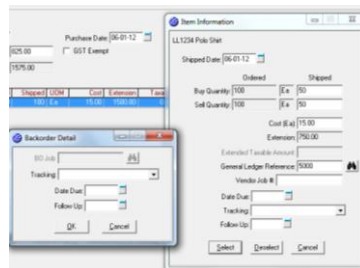 Purchase Date: 06-01-12
825.00 GST Exempt
1575.00
Shipped UOM Cost Extension Taxa
100 Ea 15.00 1500.00
Backorder Detail
BO Job
Tracking:
Date Due:
Follow Up:
OK Cancel
Item Information
LL1234 Polo Shirt
Shipped Date: 06-01-12
Ordered Shipped
Buy Quantity: 100 Ea 50
Sell Quantity: 100 Ea 50
Cost (Ea) 15.00
Extension: 750.00
Extended Taxable Amount:
General Ledger Reference: 5000
Vendor Job #:
Date Due:
Tracking:
Follow Up:
Select Deselect Cancel